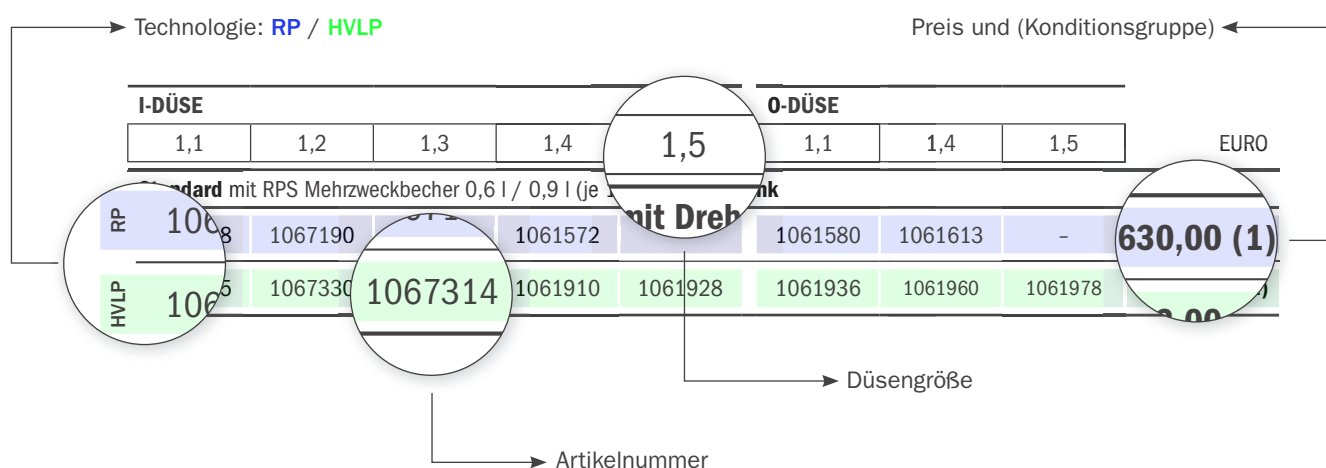 Technologie: RP / HVLP
Preis und (Konditionsgruppe)
I-DÜSE O-DÜSE
1,1 1,2 1,3 1,4 1,5 1,1 1,4 1,5 EURO
mit RPS Mehrzweckbecher 0,6 l / 0,9 l (je
mit
RP 1067190 1061572 1061580 1061613 – 630,00 (1)
HVLP 1067330 1067314 1061910 1061928 1061936 1061960 1061978
Düsengröße
Artikelnummer